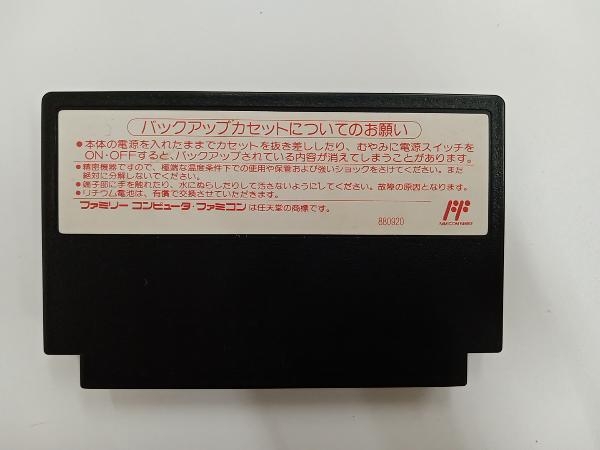 バックアップカセットについてのお願い
●本体の電源を入れたままでカセットを抜き差ししたり、むやみに電源スイッチを
ON・OFFすると、バックアップされている内容が消えてしまうことがあります。
●精密機器ですので、極端な温度条件下での使用や保管および強いショックをさけてください。また
絶対に分解しないでください。
●端子部に手を触れたり、水にぬらしたりして汚さないようにしてください。故障の原因となります。
●リチウム電池は、有償で交換させていただきます。
ファミリー コンピュータ・ファミコンは任天堂の商標です。
880920
FAMICOM FAMILY